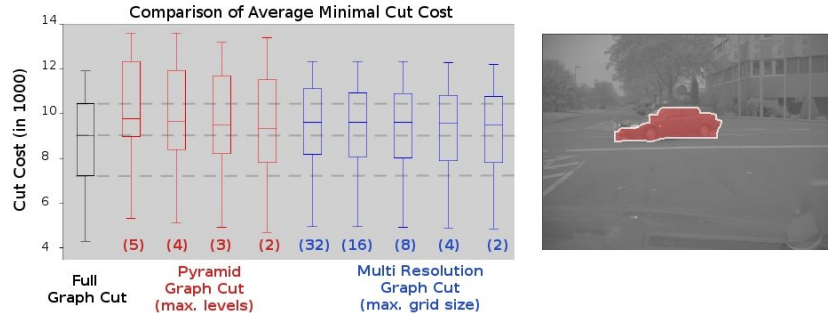 Comparison of Average Minimal Cut Cost
Cut Cost (in 1000)
14
12
10
8
6
4
(5) (4) (3) (2) (32) (16) (8) (4) (2)
Full
Graph Cut
Pyramid
Graph Cut
(max. levels)
Multi Resolution
Graph Cut
(max. grid size)